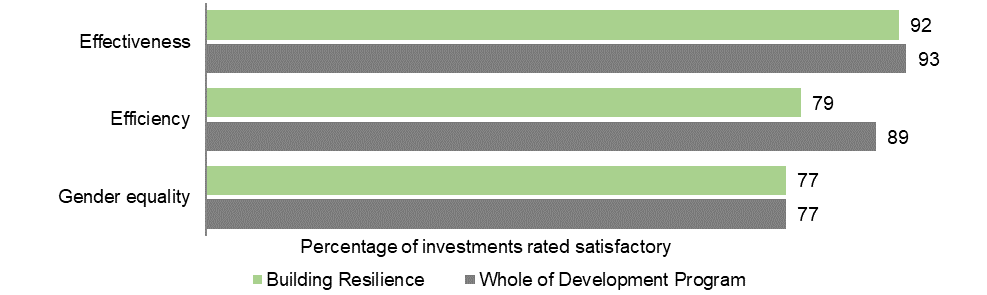 Effectiveness
92
93
Efficiency
79
89
Gender equality
77
77
Percentage of investments rated satisfactory
Building Resilience
Whole of Development Program